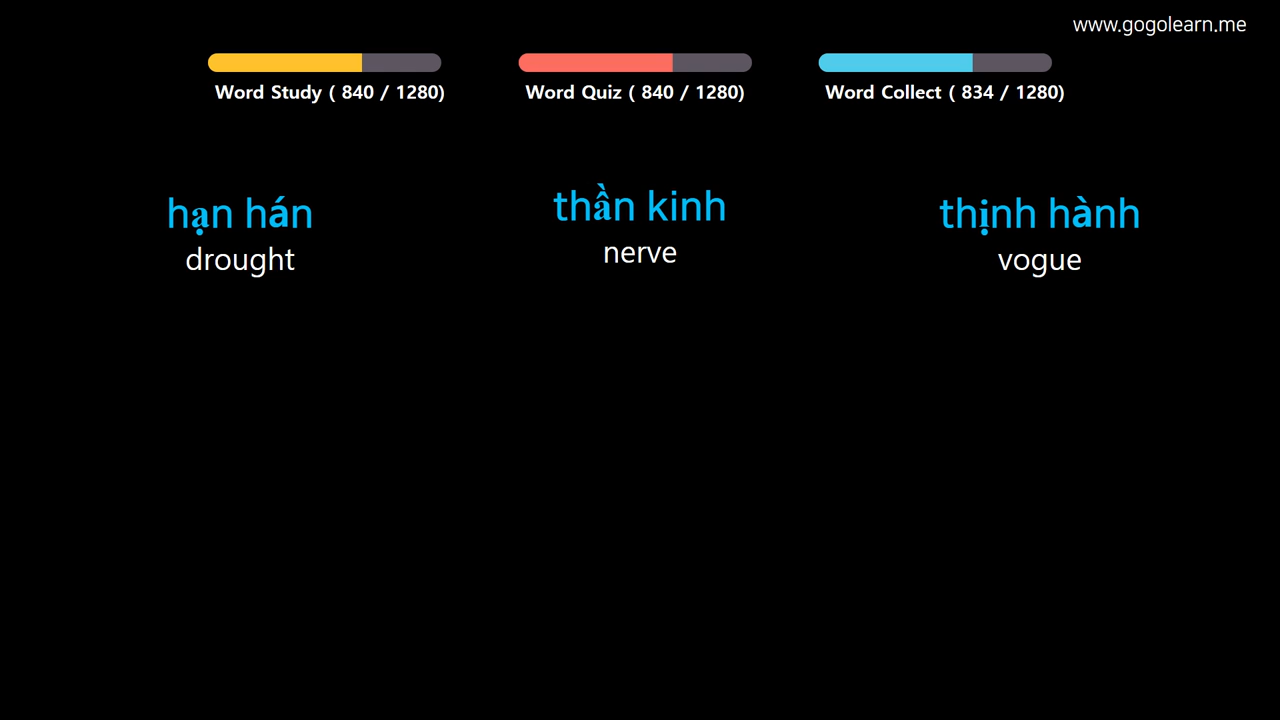 www.gogolearn.me
Word Study ( 840 / 1280)
Word Quiz ( 840 / 1280)
Word Collect ( 834 / 1280)
hạn hán
drought
thần kinh
nerve
thịnh hành
vogue